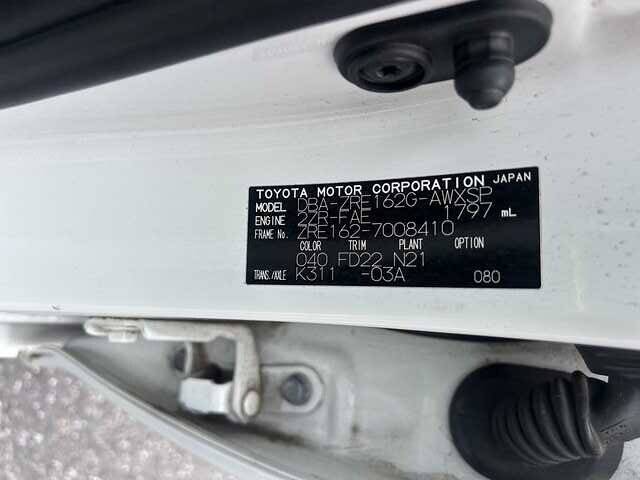 TOYOTA MOTOR CORPORATION JAPAN
MODEL DBA-ZRE162G-AWXSP
ENGINE 2ZR-FAE 1797 mL
FRAME No. ZRE162-7008410
COLOR TRIM PLANT OPTION
040 FD22 N21
TRANS./AXLE K311 -03A 080